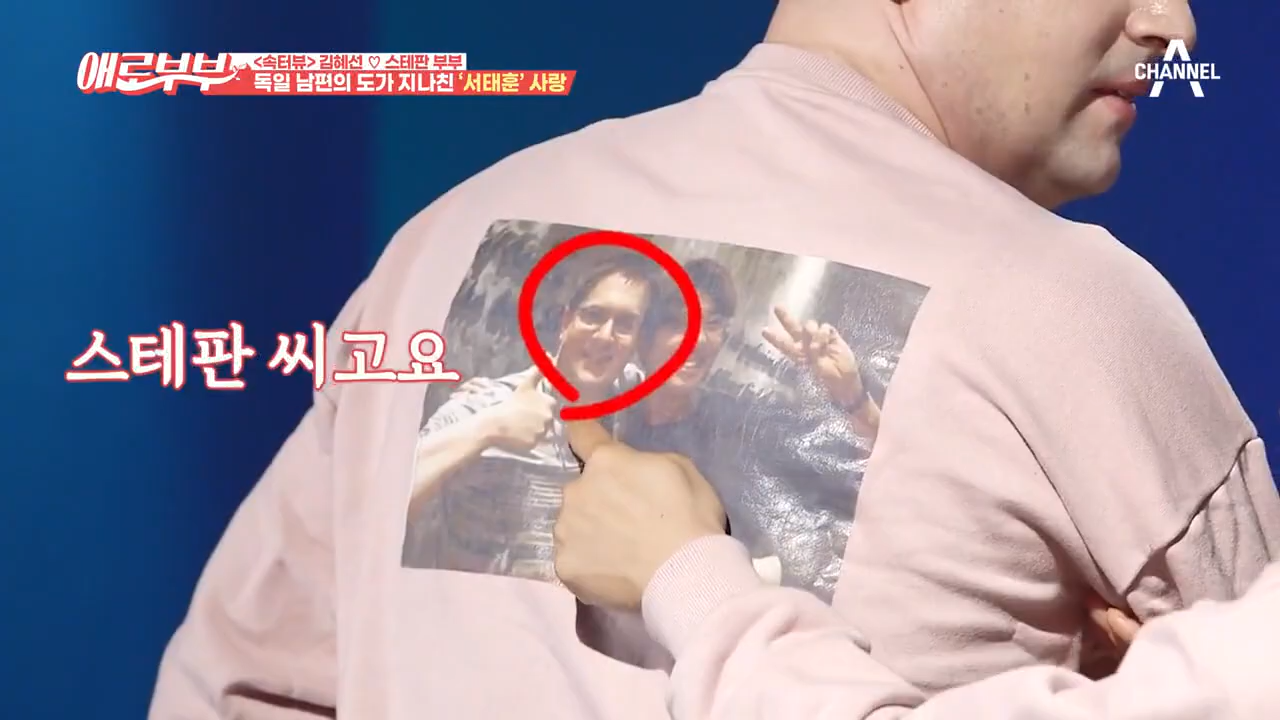 애로부부
<속터뷰> 김혜선 ♡ 스테판 부부
독일 남편의 도가 지나친 '서태훈' 사랑
CHANNEL A
스테판 씨고요